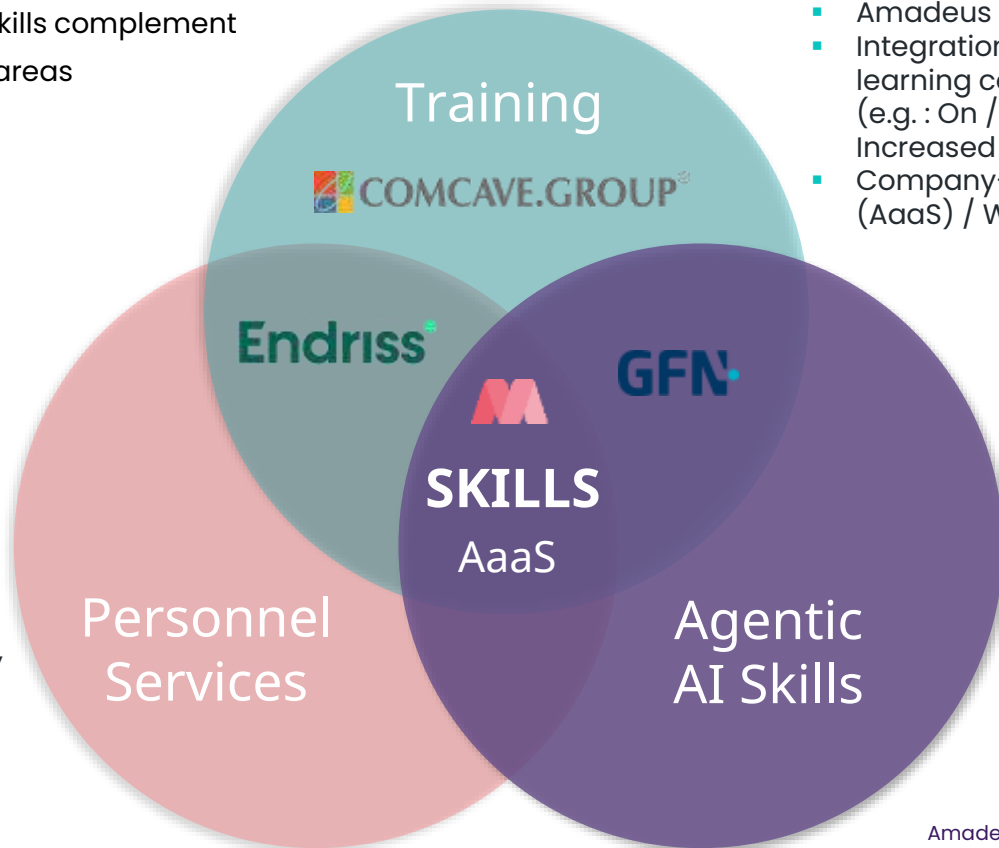 kills complement
areas
Amadeus
Integration
learning co
(e.g. : On /
Increased
Company-
(AaaS) / W
Training
COMCAVE.GROUP®
Endriss
GFN
SKILLS
AaaS
Personnel
Services
Agentic
AI Skills
y
Amade